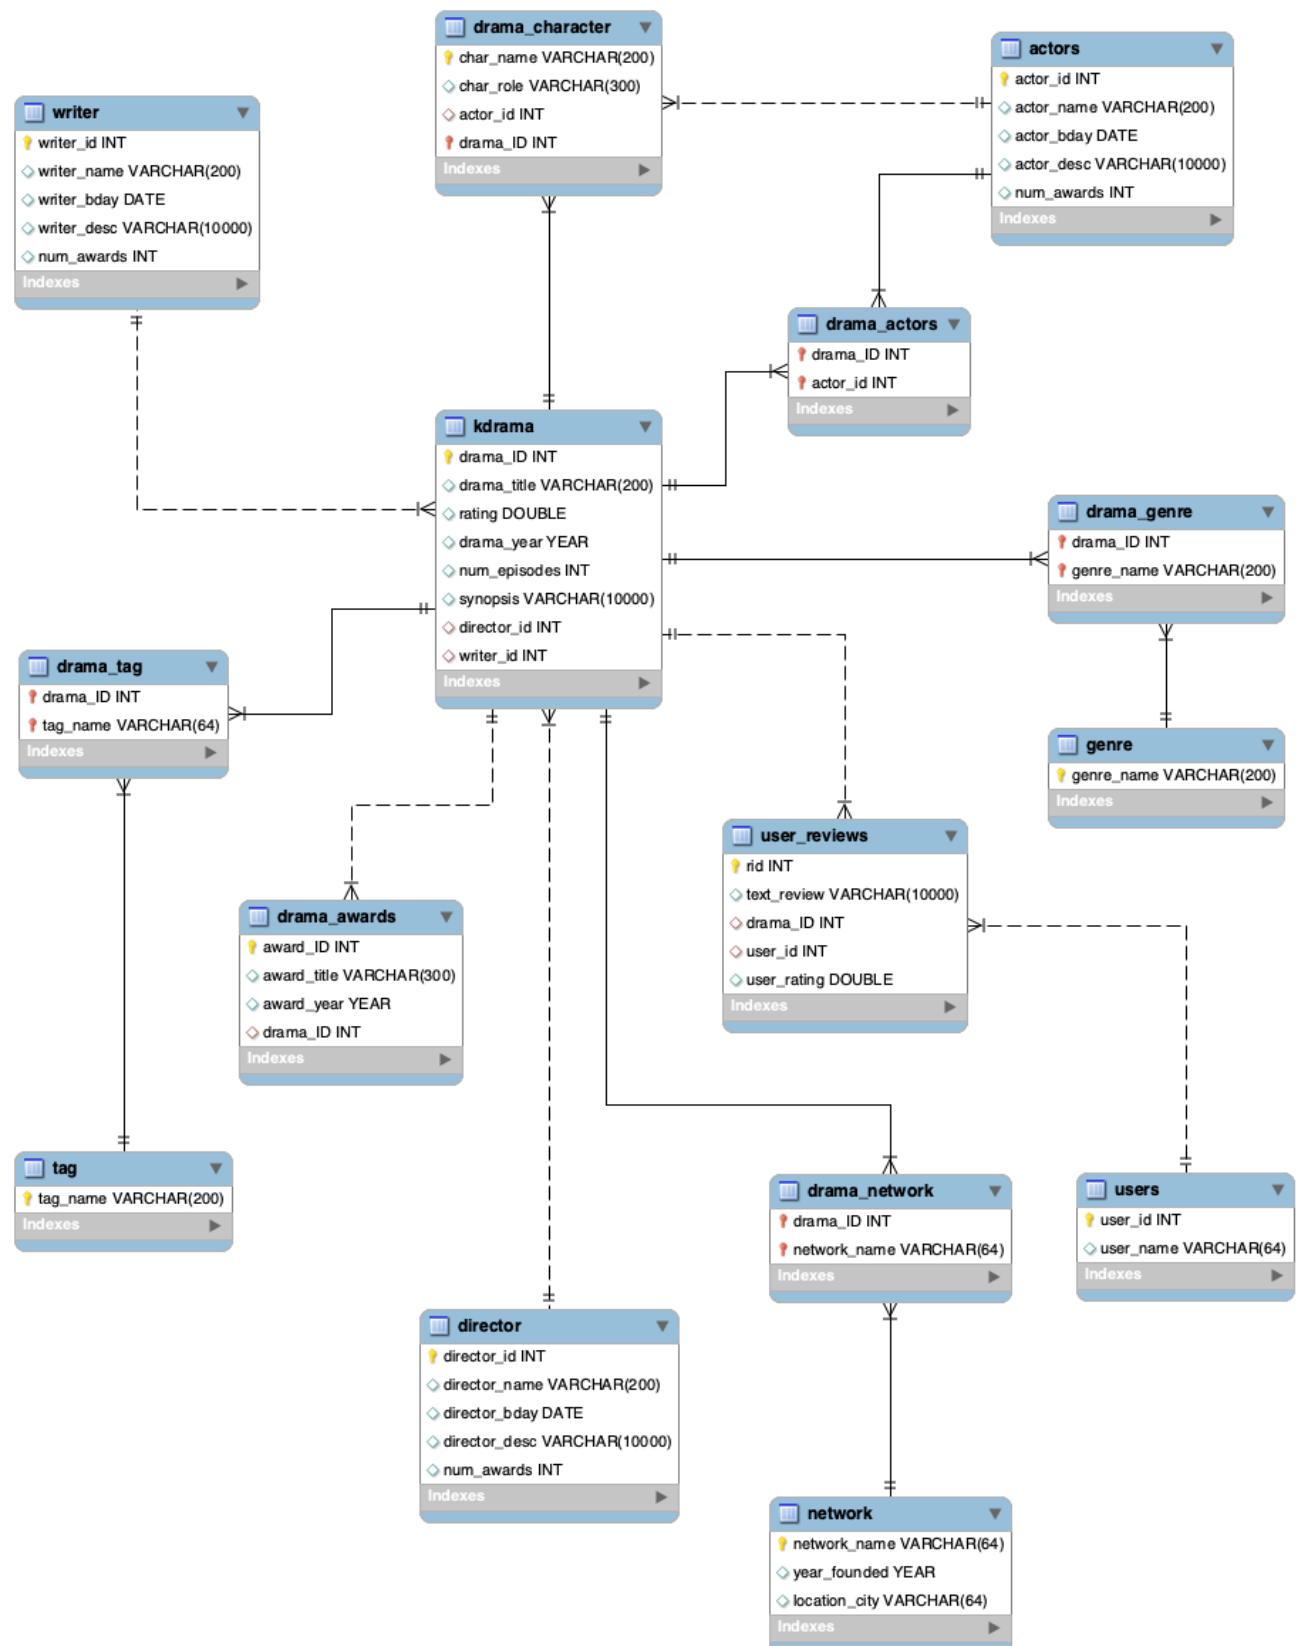 drama_character
char_name VARCHAR(200)
char_role VARCHAR(300)
actor_id INT
drama_ID INT
Indexes
actors
actor_id INT
actor_name VARCHAR(200)
actor_bday DATE
actor_desc VARCHAR(10000)
num_awards INT
Indexes
writer
writer_id INT
writer_name VARCHAR(200)
writer_bday DATE
writer_desc VARCHAR(10000)
num_awards INT
Indexes
drama_actors
drama_ID INT
actor_id INT
Indexes
kdrama
drama_ID INT
drama_title VARCHAR(200)
rating DOUBLE
drama_year YEAR
num_episodes INT
synopsis VARCHAR(10000)
director_id INT
writer_id INT
Indexes
drama_genre
drama_ID INT
genre_name VARCHAR(200)
Indexes
drama_tag
drama_ID INT
tag_name VARCHAR(64)
Indexes
genre
genre_name VARCHAR(200)
Indexes
user_reviews
rid INT
text_review VARCHAR(10000)
drama_ID INT
user_id INT
user_rating DOUBLE
Indexes
drama_awards
award_ID INT
award_title VARCHAR(300)
award_year YEAR
drama_ID INT
Indexes
tag
tag_name VARCHAR(200)
Indexes
drama_network
drama_ID INT
network_name VARCHAR(64)
Indexes
users
user_id INT
user_name VARCHAR(64)
Indexes
director
director_id INT
director_name VARCHAR(200)
director_bday DATE
director_desc VARCHAR(10000)
num_awards INT
Indexes
network
network_name VARCHAR(64)
year_founded YEAR
location_city VARCHAR(64)
Indexes